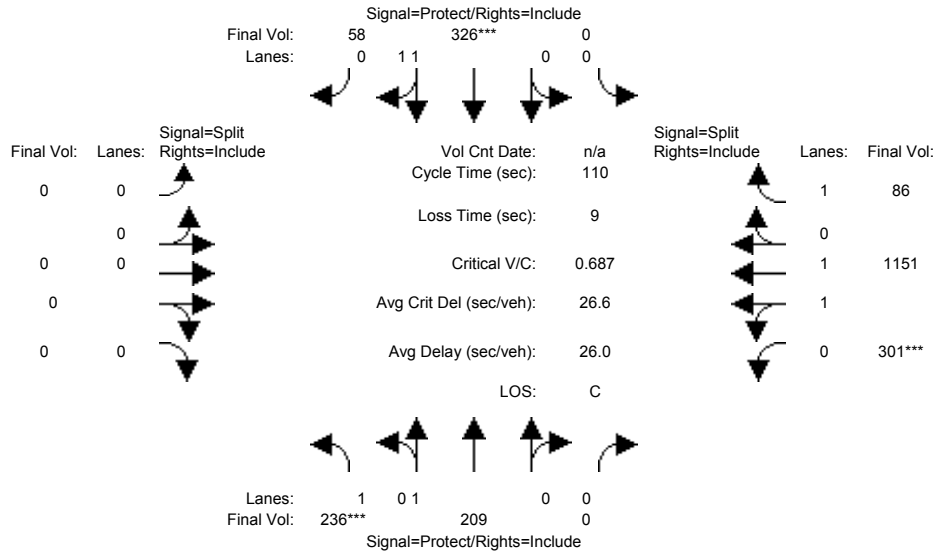 Signal=Protect/Rights=Include
Final Vol: 58 326*** 0
Lanes: 0 1 1 0 0
Signal=Split Signal=Split
Final Vol: Lanes: Rights=Include Vol Cnt Date: n/a Rights=Include Lanes: Final Vol:
Cycle Time (sec): 110
0 0 1 86
Loss Time (sec): 9
0 0
0 0 Critical V/C: 0.687 1 1151
0 Avg Crit Del (sec/veh): 26.6 1
0 0 Avg Delay (sec/veh): 26.0 0 301***
LOS: C
Lanes: 1 0 1 0 0
Final Vol: 236*** 209 0
Signal=Protect/Rights=Include